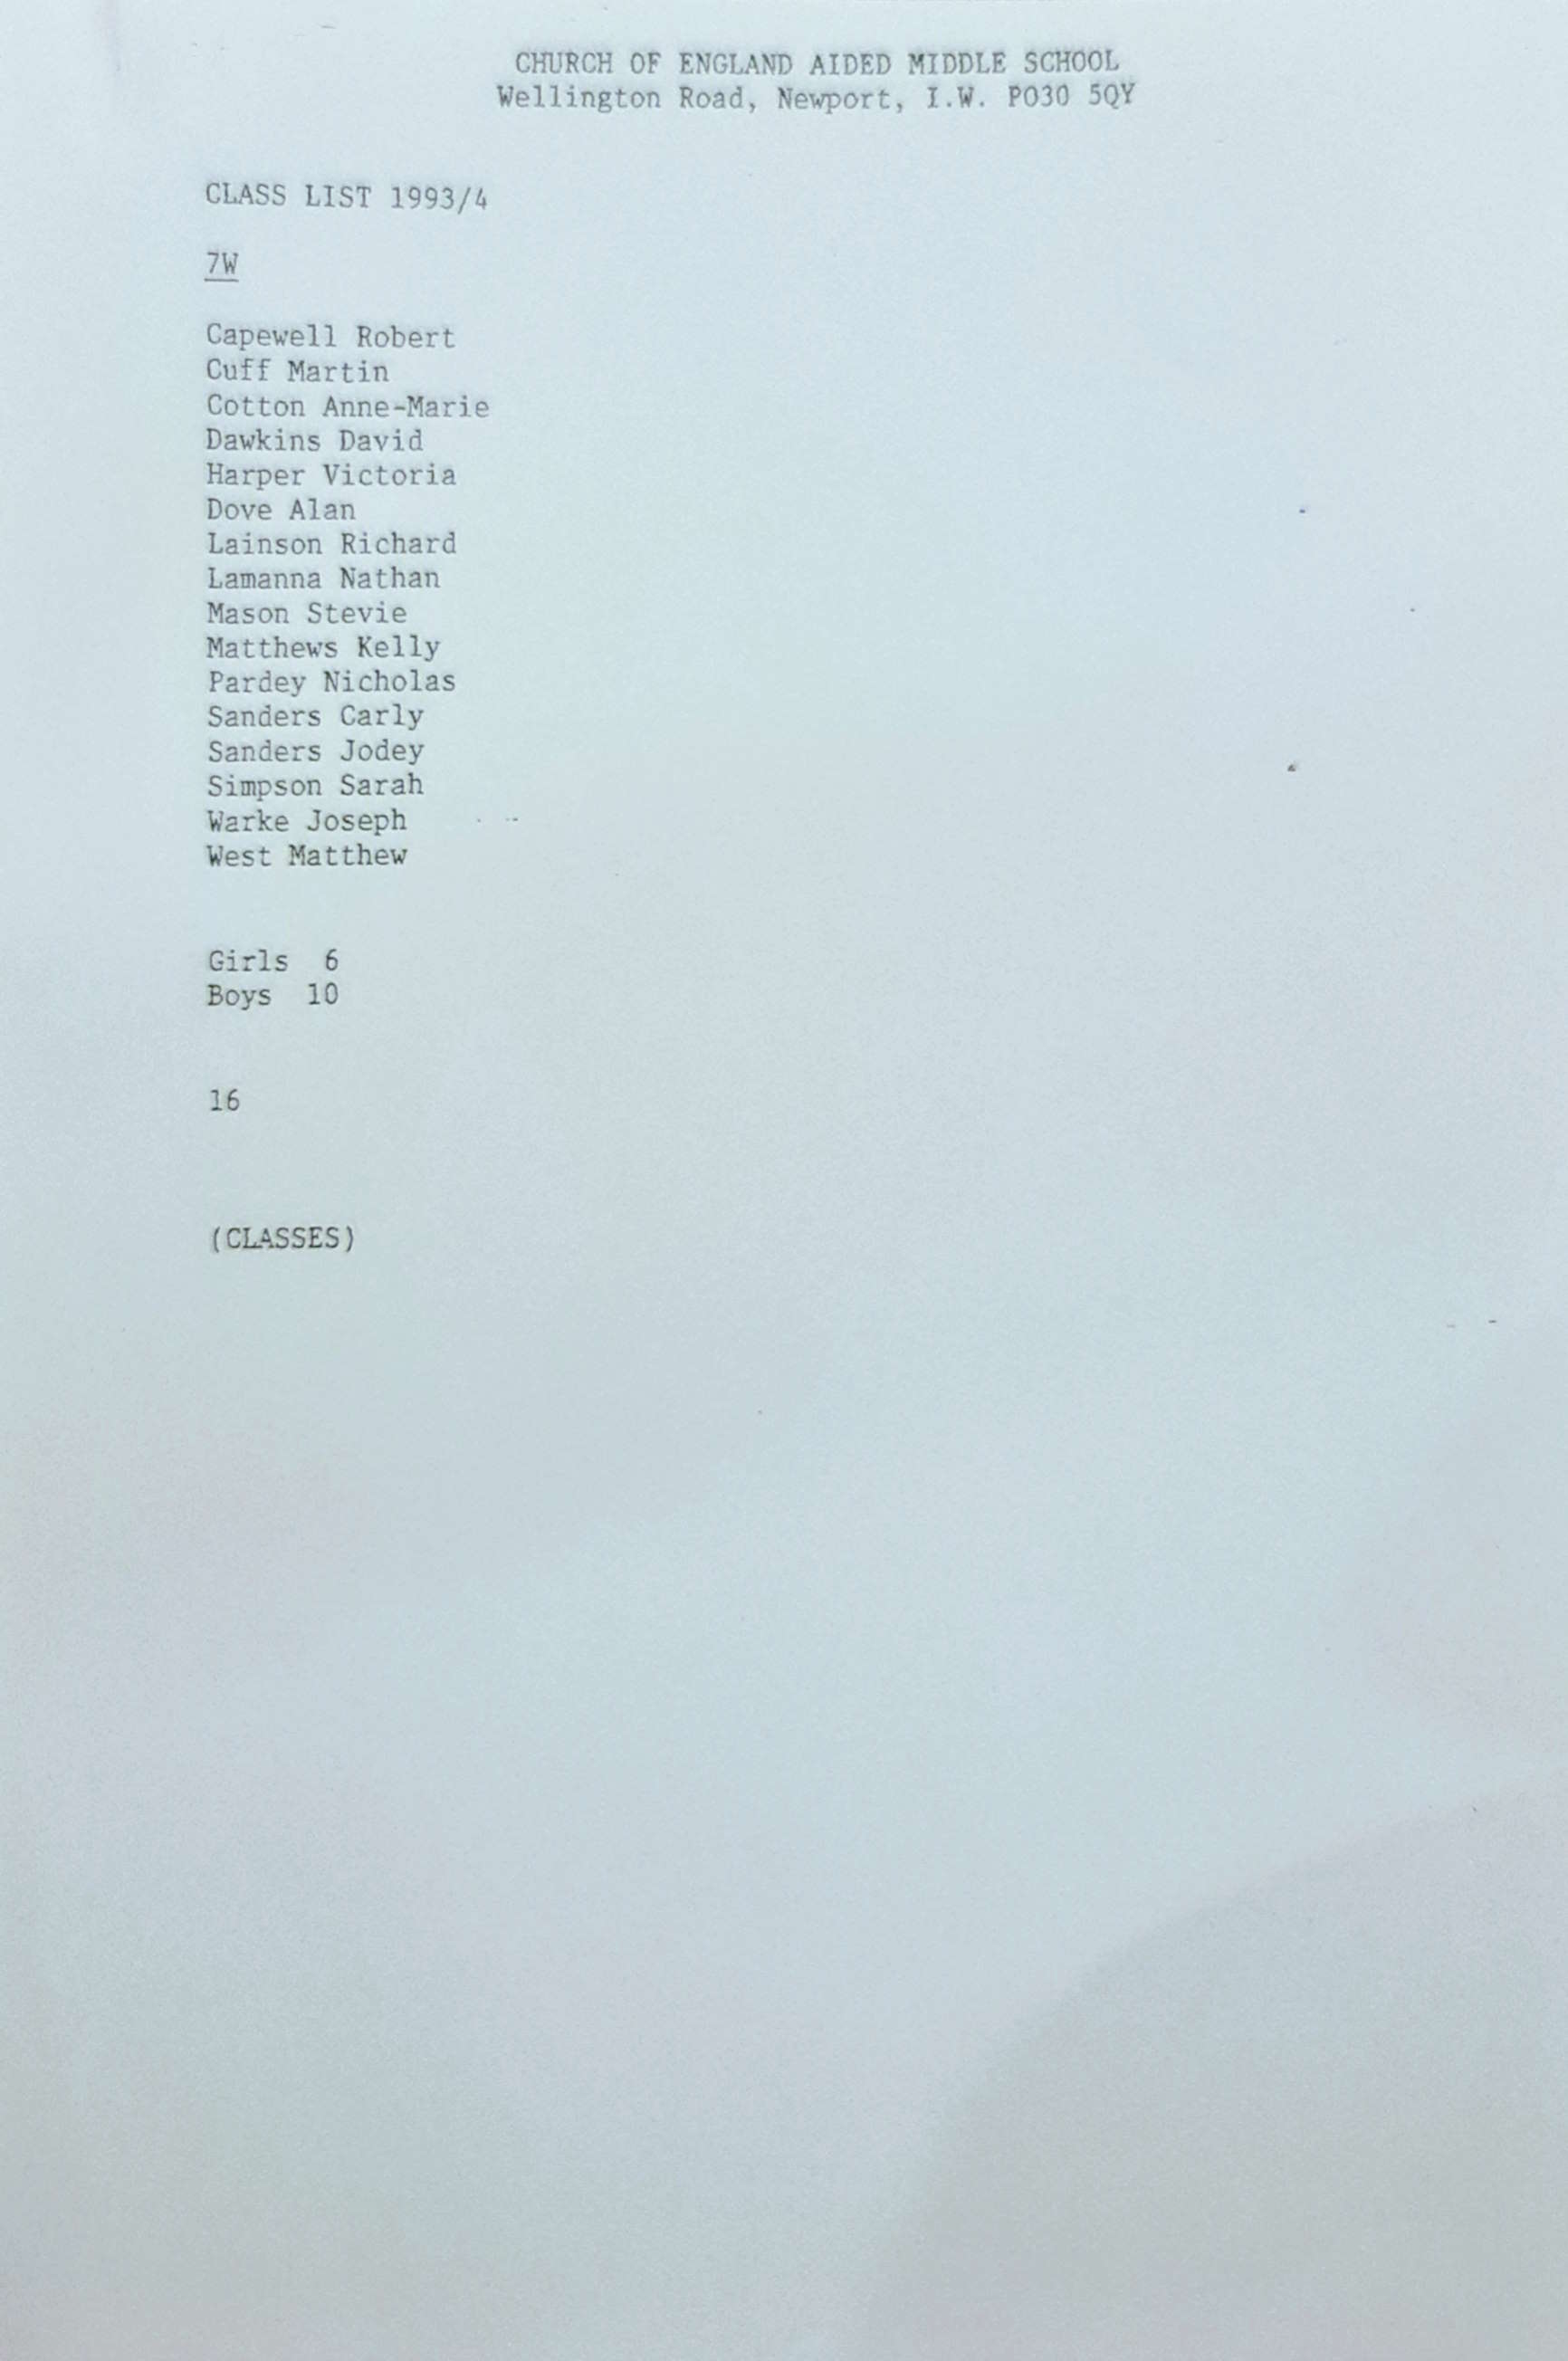 CHURCH OF ENGLAND AIDED MIDDLE SCHOOL
Wellington Road, Newport, I.W. PO30 5QY
CLASS LIST 1993/4
7W
Capewell Robert
Cuff Martin
Cotton Anne-Marie
Dawkins David
Harper Victoria
Dove Alan
Lainson Richard
Lamanna Nathan
Mason Stevie
Matthews Kelly
Pardey Nicholas
Sanders Carly
Sanders Jodey
Simpson Sarah
Warke Joseph
West Matthew
Girls 6
Boys 10
16
(CLASSES)